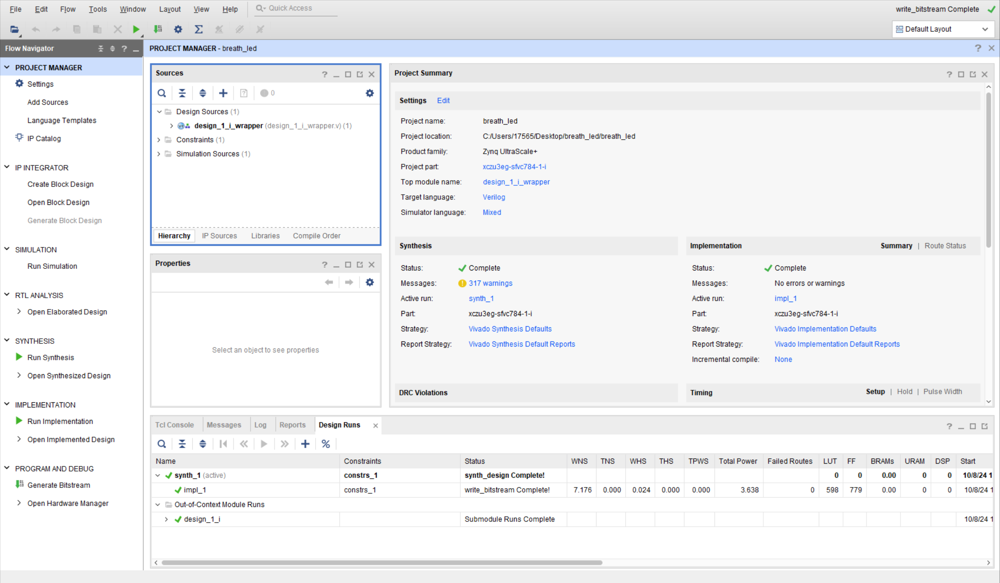 File Edit Flow Tools Window Layout View Help Quick Access write_bitstream Complete
Default Layout
Flow Navigator
PROJECT MANAGER
Settings
Add Sources
Language Templates
IP Catalog
IP INTEGRATOR
Create Block Design
Open Block Design
Generate Block Design
SIMULATION
Run Simulation
RTL ANALYSIS
Open Elaborated Design
SYNTHESIS
Run Synthesis
Open Synthesized Design
IMPLEMENTATION
Run Implementation
Open Implemented Design
PROGRAM AND DEBUG
Generate Bitstream
Open Hardware Manager
PROJECT MANAGER - breath_led
Sources
0
Design Sources (1)
design_1_i_wrapper (design_1_i_wrapper.v) (1)
Constraints (1)
Simulation Sources (1)
Hierarchy IP Sources Libraries Compile Order
Properties
Select an object to see properties
Project Summary
Settings Edit
Project name: breath_led
Project location: C:/Users/17565/Desktop/breath_led/breath_led
Product family: Zynq UltraScale+
Project part: xczu3eg-sfvc784-1-i
Top module name: design_1_i_wrapper
Target language: Verilog
Simulator language: Mixed
Synthesis
Status: Complete
Messages: 317 warnings
Active run: synth_1
Part: xczu3eg-sfvc784-1-i
Strategy: Vivado Synthesis Defaults
Report Strategy: Vivado Synthesis Default Reports
Implementation Summary | Route Status
Status: Complete
Messages: No errors or warnings
Active run: impl_1
Part: xczu3eg-sfvc784-1-i
Strategy: Vivado Implementation Defaults
Report Strategy: Vivado Implementation Default Reports
Incremental compile: None
DRC Violations
Timing Setup | Hold | Pulse Width
Tcl Console Messages Log Reports Design Runs
Name Constraints Status WNS TNS WHS THS TPWS Total Power Failed Routes LUT FF BRAMs URAM DSP Start
synth_1 (active) constrs_1 synth_design Complete! 0 0 0.00 0 0 10/8/24 1
impl_1 constrs_1 write_bitstream Complete! 7.176 0.000 0.024 0.000 0.000 3.638 0 598 779 0.00 0 0 10/8/24 1
Out-of-Context Module Runs
design_1_i Submodule Runs Complete 10/8/24 1